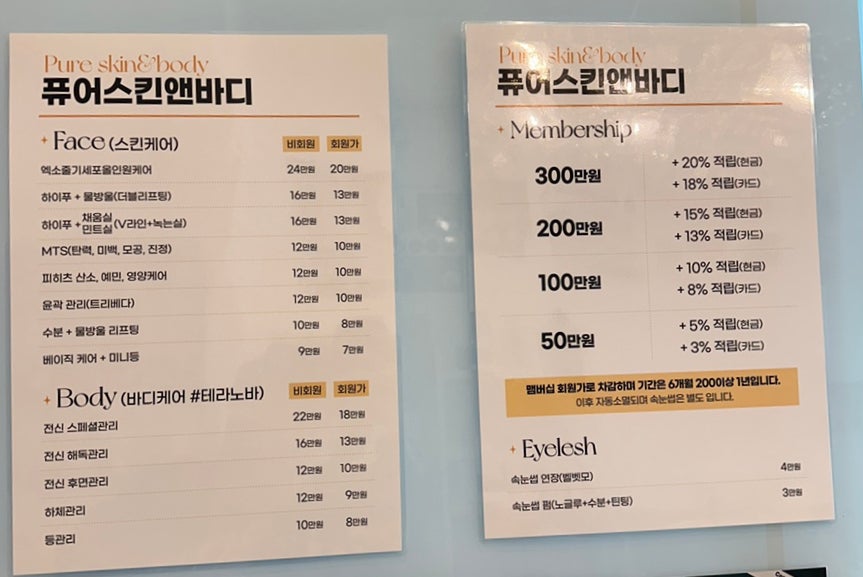 Pure skin&body
퓨어스킨앤바디
Face (스킨케어) 비회원 회원가
엑소줄기세포올인원케어 24만원 20만원
하이푸 + 물방울(더블리프팅) 16만원 13만원
하이푸 + 채움실 민트실 (V라인+녹는실) 16만원 13만원
MTS(탄력, 미백, 모공, 진정) 12만원 10만원
피히츠 산소, 예민, 영양케어 12만원 10만원
윤곽 관리(트리베다) 12만원 10만원
수분 + 물방울 리프팅 10만원 8만원
베이직 케어 + 미니등 9만원 7만원
Body (바디케어 #테라노바) 비회원 회원가
전신 스페셜관리 22만원 18만원
전신 해독관리 16만원 13만원
전신 후면관리 12만원 10만원
하체관리 12만원 9만원
등관리 10만원 8만원
Pure skin&body
퓨어스킨앤바디
Membership
300만원
+ 20% 적립(현금)
+ 18% 적립(카드)
200만원
+ 15% 적립(현금)
+ 13% 적립(카드)
100만원
+ 10% 적립(현금)
+ 8% 적립(카드)
50만원
+ 5% 적립(현금)
+ 3% 적립(카드)
맴버십 회원가로 차감하며 기간은 6개월 200이상 1년입니다.
이후 자동소멸되며 속눈썹은 별도 입니다.
Eyelesh
속눈썹 연장(벨벳모) 4만원
속눈썹 펌(노글루+수분+틴팅) 3만원